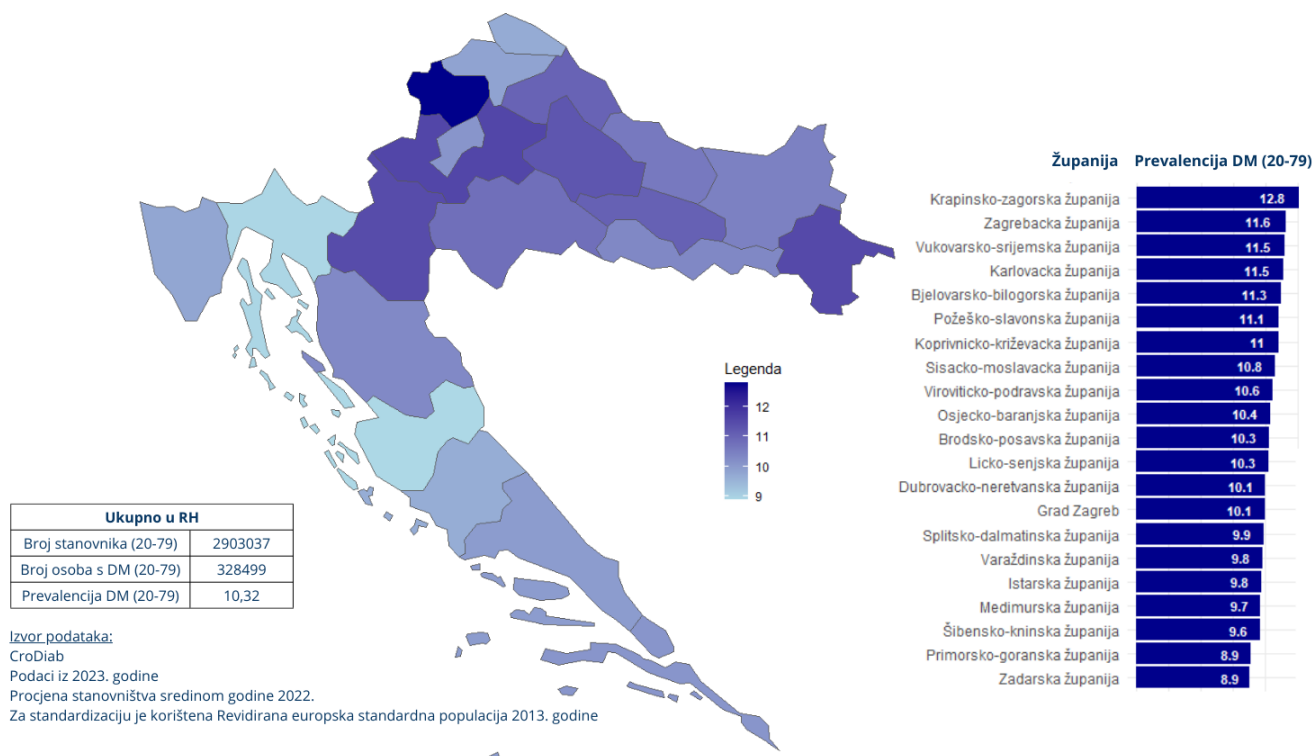 Županija Prevalencija DM (20-79)
Krapinsko-zagorska županija 12.8
Zagrebacka županija 11.6
Vukovarsko-srijemska županija 11.5
Karlovacka županija 11.5
Bjelovarsko-bilogorska županija 11.3
Požeško-slavonska županija 11.1
Koprivnicko-križevacka županija 11
Sisacko-moslavacka županija 10.8
Viroviticko-podravska županija 10.6
Osjecko-baranjska županija 10.4
Brodsko-posavska županija 10.3
Licko-senjska županija 10.3
Dubrovacko-neretvanska županija 10.1
Grad Zagreb 10.1
Splitsko-dalmatinska županija 9.9
Varaždinska županija 9.8
Istarska županija 9.8
Medimurska županija 9.7
Šibensko-kninska županija 9.6
Primorsko-goranska županija 8.9
Zadarska županija 8.9
Legenda
12
11
10
9
Ukupno u RH
Broj stanovnika (20-79) 2903037
Broj osoba s DM (20-79) 328499
Prevalencija DM (20-79) 10,32
Izvor podataka:
CroDiab
Podaci iz 2023. godine
Procjena stanovništva sredinom godine 2022.
Za standardizaciju je korištena Revidirana europska standardna populacija 2013. godine